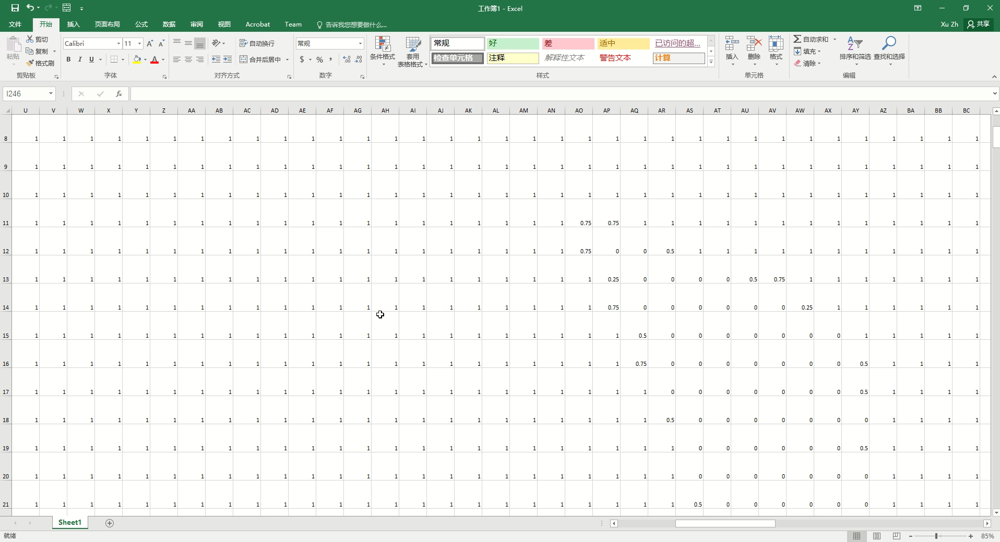 工作簿1 - Excel
文件 开始 插入 页面布局 公式 数据 审阅 视图 Acrobat Team 告诉我您想要做什么... Xu Zh 共享
剪切 Calibri 11 自动换行 常规 常规 好 差 适中 已访问的超... 自动求和
粘贴 复制 条件格式 套用 表格格式 插入 删除 格式 填充 排序和筛选 查找和选择
格式刷 B I U A 合并后居中 $ % , 检查单元格 注释 解释性文本 警告文本 计算 清除
剪贴板 字体 对齐方式 数字 样式 单元格 编辑
I246 fx
U V W X Y Z AA AB AC AD AE AF AG AH AI AJ AK AL AM AN AO AP AQ AR AS AT AU AV AW AX AY AZ BA BB BC
8 1 1 1 1 1 1 1 1 1 1 1 1 1 1 1 1 1 1 1 1 1 1 1 1 1 1 1 1 1 1 1 1 1 1 1
9 1 1 1 1 1 1 1 1 1 1 1 1 1 1 1 1 1 1 1 1 1 1 1 1 1 1 1 1 1 1 1 1 1 1 1
10 1 1 1 1 1 1 1 1 1 1 1 1 1 1 1 1 1 1 1 1 1 1 1 1 1 1 1 1 1 1 1 1 1 1 1
11 1 1 1 1 1 1 1 1 1 1 1 1 1 1 1 1 1 1 1 1 0.75 0.75 1 1 1 1 1 1 1 1 1 1 1 1 1
12 1 1 1 1 1 1 1 1 1 1 1 1 1 1 1 1 1 1 1 1 0.75 0 0 0.5 1 1 1 1 1 1 1 1 1 1 1
13 1 1 1 1 1 1 1 1 1 1 1 1 1 1 1 1 1 1 1 1 1 0.25 0 0 0 0 0.5 0.75 1 1 1 1 1 1 1
14 1 1 1 1 1 1 1 1 1 1 1 1 1 1 1 1 1 1 1 1 1 0.75 0 0 0 0 0 0 0.25 1 1 1 1 1 1
15 1 1 1 1 1 1 1 1 1 1 1 1 1 1 1 1 1 1 1 1 1 1 0.5 0 0 0 0 0 0 0 1 1 1 1 1
16 1 1 1 1 1 1 1 1 1 1 1 1 1 1 1 1 1 1 1 1 1 1 0.75 0 0 0 0 0 0 0 0.5 1 1 1 1
17 1 1 1 1 1 1 1 1 1 1 1 1 1 1 1 1 1 1 1 1 1 1 1 0 0 0 0 0 0 0 0.5 1 1 1 1
18 1 1 1 1 1 1 1 1 1 1 1 1 1 1 1 1 1 1 1 1 1 1 1 0.5 0 0 0 0 0 0 0 1 1 1 1
19 1 1 1 1 1 1 1 1 1 1 1 1 1 1 1 1 1 1 1 1 1 1 1 1 0 0 0 0 0 0 0.5 1 1 1 1
20 1 1 1 1 1 1 1 1 1 1 1 1 1 1 1 1 1 1 1 1 1 1 1 1 0 0 0 0 0 0 0 1 1 1 1
21 1 1 1 1 1 1 1 1 1 1 1 1 1 1 1 1 1 1 1 1 1 1 1 1 0.5 0 0 0 0 0 0 1 1 1 1
Sheet1
就绪 85%